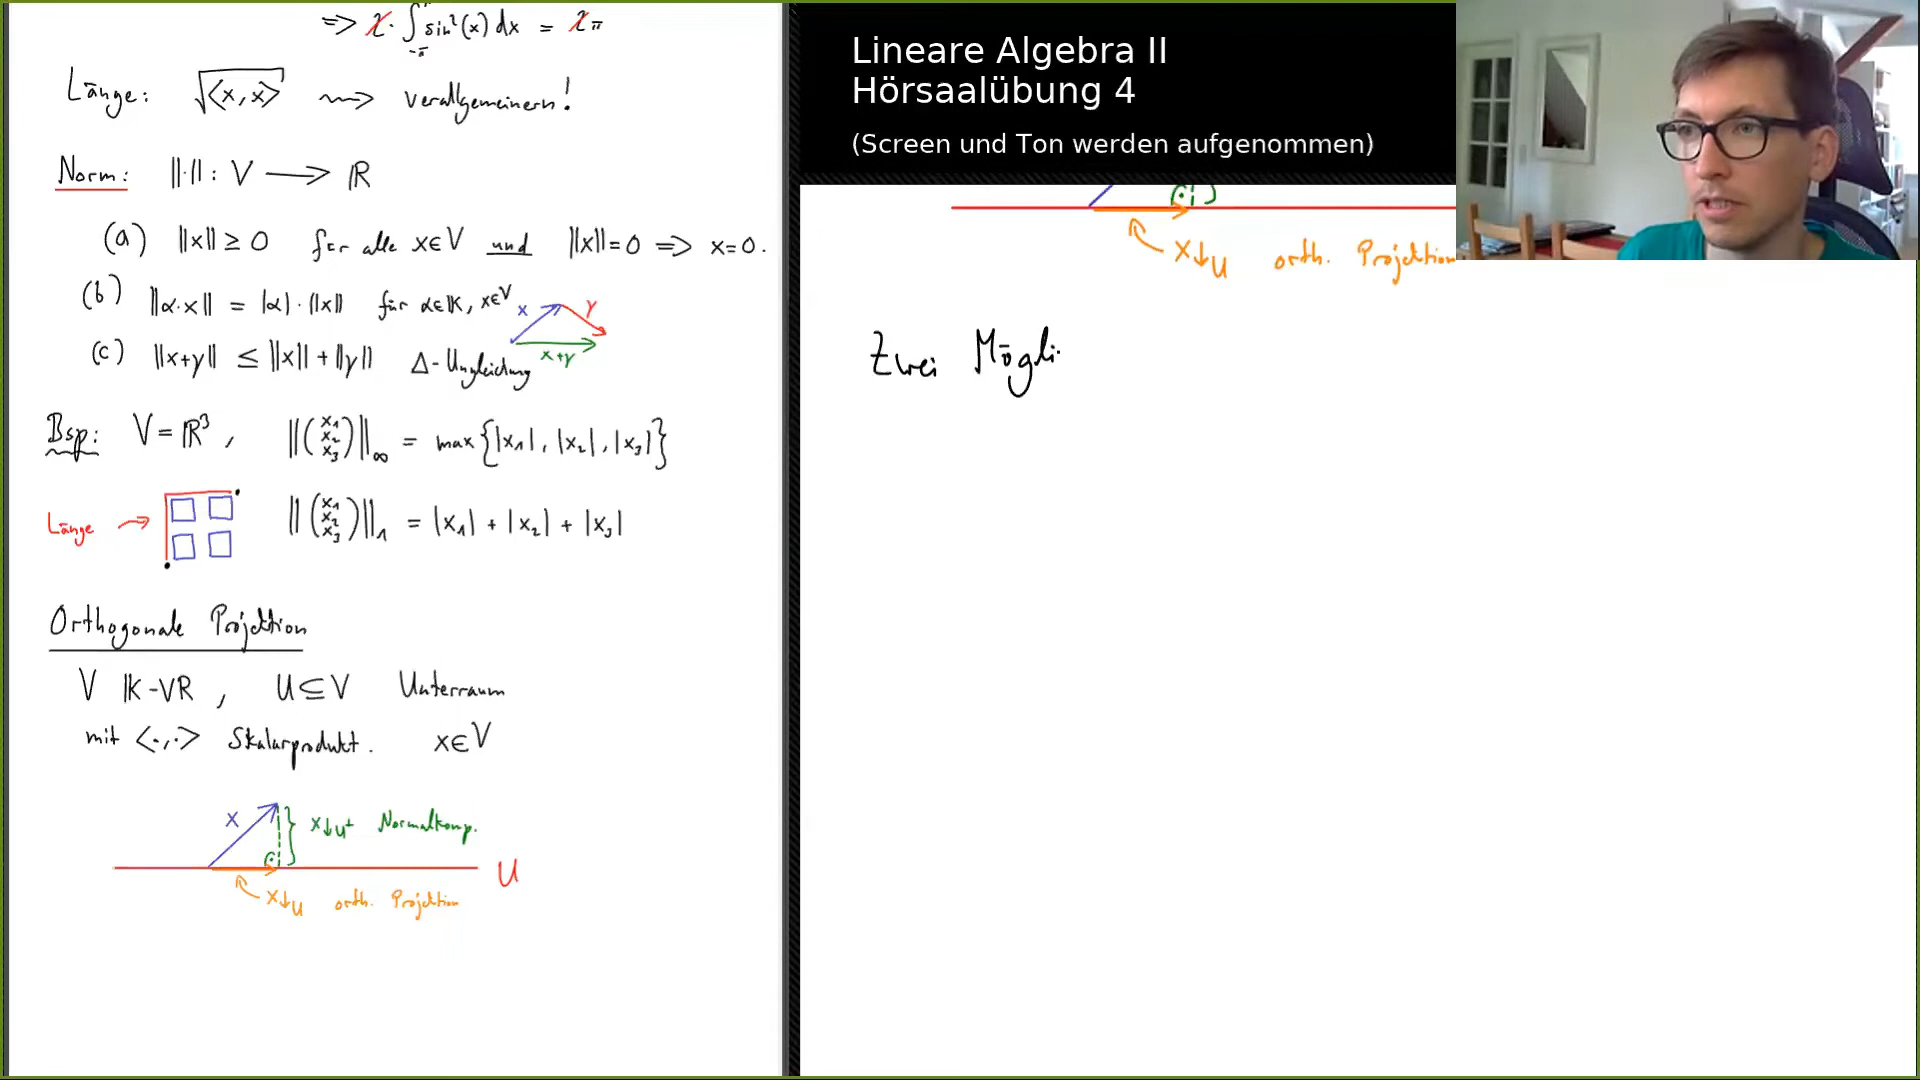 => 2 · ∫ sin²(x) dx = 2π
-π
Länge: √⟨x,x⟩ ⇝ verallgemeinern!
Norm: ‖·‖ : V ⟶ ℝ
(a) ‖x‖ ≥ 0 für alle x∈V und ‖x‖=0 => x=0.
(b) ‖α·x‖ = |α|·‖x‖ für α∈𝕂, x∈V
(c) ‖x+y‖ ≤ ‖x‖+‖y‖ Δ-Ungleichung
x y
x+y
Bsp: V=ℝ³, ‖(x₁ x₂ x₃)‖∞ = max{|x₁|, |x₂|, |x₃|}
Länge → ‖(x₁ x₂ x₃)‖₁ = |x₁| + |x₂| + |x₃|
Orthogonale Projektion
V 𝕂-VR, U⊆V Unterraum
mit <·,·> Skalarprodukt. x∈V
x } x↓U⊥ Normalkomp.
U
x↓U orth. Projektion
Lineare Algebra II
Hörsaalübung 4
(Screen und Ton werden aufgenommen)
x↓U orth. Projektion
Zwei Mögli